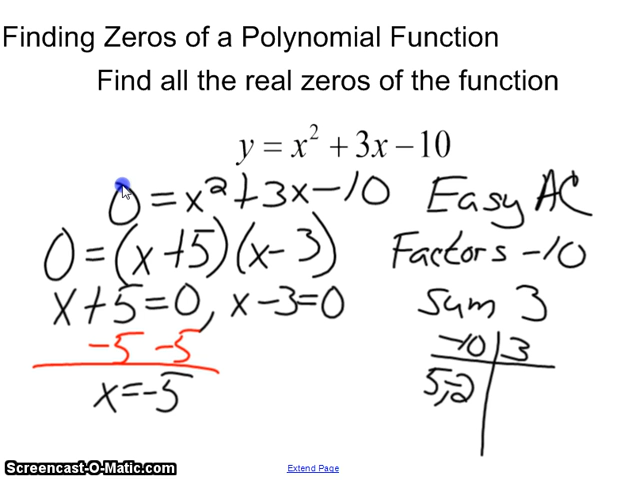 Finding Zeros of a Polynomial Function
Find all the real zeros of the function
y = x² + 3x – 10
0 = x² + 3x – 10
Easy AC
0 = (x + 5)(x – 3)
Factors –10
x + 5 = 0, x – 3 = 0
Sum 3
–5 –5
–10 | 3
x = –5
5, –2
Screencast-O-Matic.com
Extend Page